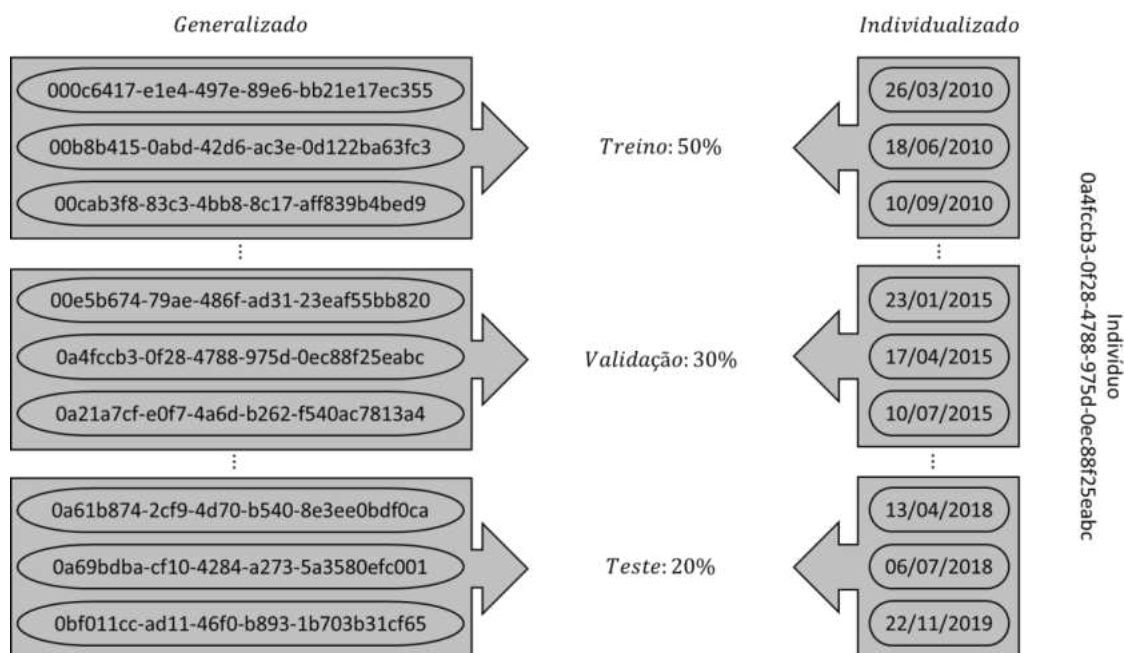 Generalizado
Individualizado
000c6417-e1e4-497e-89e6-bb21e17ec355
00b8b415-0abd-42d6-ac3e-0d122ba63fc3
00cab3f8-83c3-4bb8-8c17-aff839b4bed9
Treino: 50%
26/03/2010
18/06/2010
10/09/2010
⋮
⋮
00e5b674-79ae-486f-ad31-23eaf55bb820
0a4fccb3-0f28-4788-975d-0ec88f25eabc
0a21a7cf-e0f7-4a6d-b262-f540ac7813a4
Validação: 30%
23/01/2015
17/04/2015
10/07/2015
⋮
⋮
0a61b874-2cf9-4d70-b540-8e3ee0bdf0ca
0a69bdba-cf10-4284-a273-5a3580efc001
0bf011cc-ad11-46f0-b893-1b703b31cf65
Teste: 20%
13/04/2018
06/07/2018
22/11/2019
Indivíduo
0a4fccb3-0f28-4788-975d-0ec88f25eabc